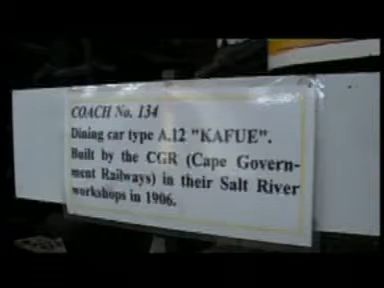 COACH No. 134
Dining car type A.12 "KAFUE".
Built by the CGR (Cape Govern-
ment Railways) in their Salt River
workshops in 1906.